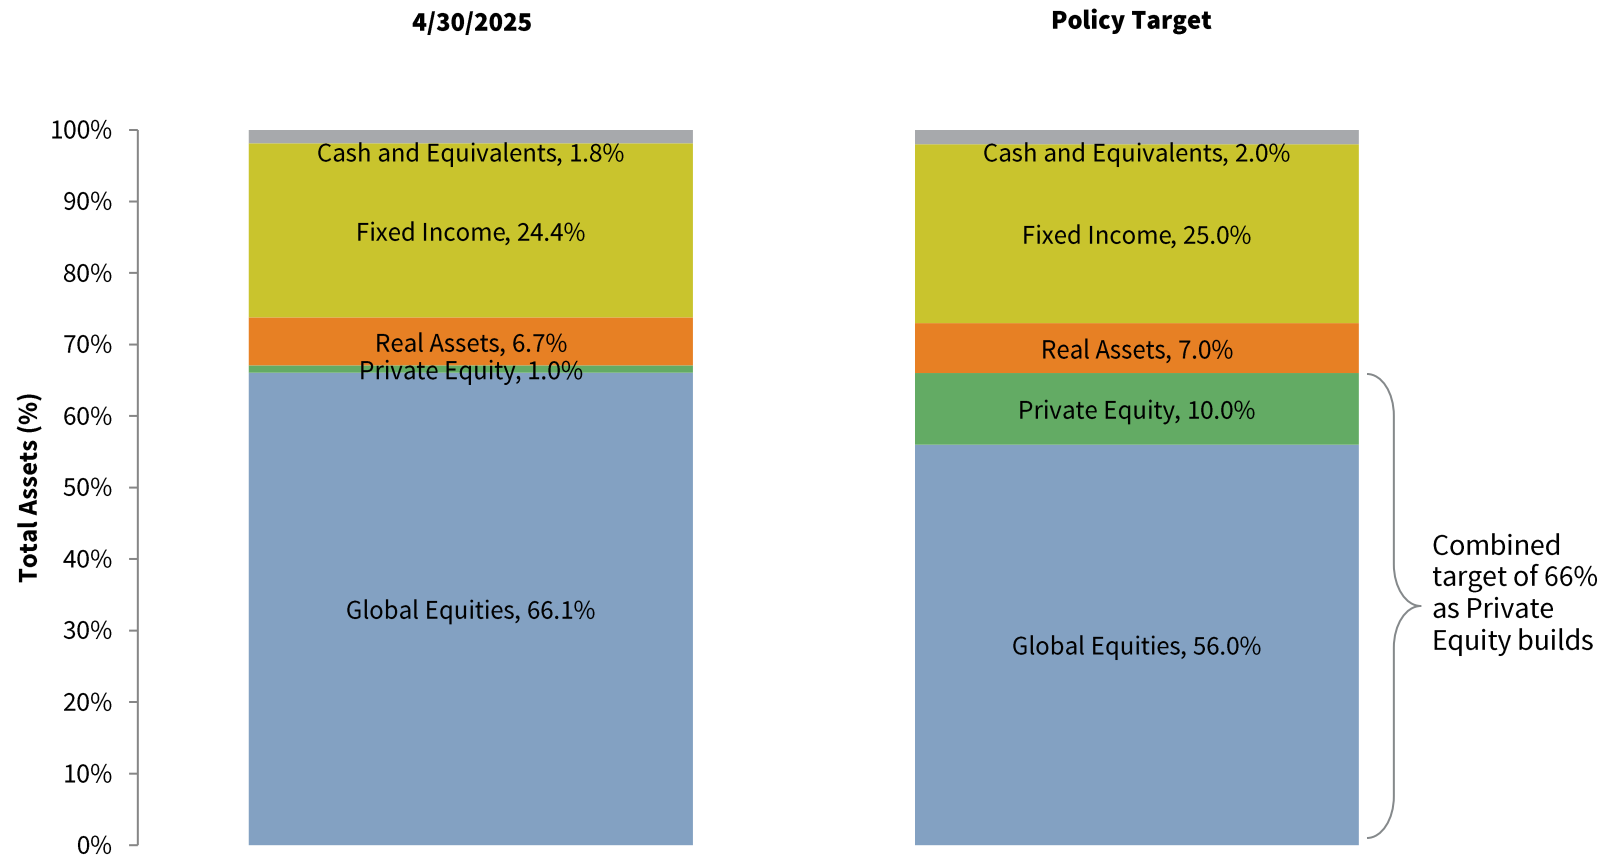 4/30/2025
Policy Target
Total Assets (%)
100%
90%
80%
70%
60%
50%
40%
30%
20%
10%
0%
Cash and Equivalents, 1.8%
Fixed Income, 24.4%
Real Assets, 6.7%
Private Equity, 1.0%
Global Equities, 66.1%
Cash and Equivalents, 2.0%
Fixed Income, 25.0%
Real Assets, 7.0%
Private Equity, 10.0%
Global Equities, 56.0%
Combined
target of 66%
as Private
Equity builds